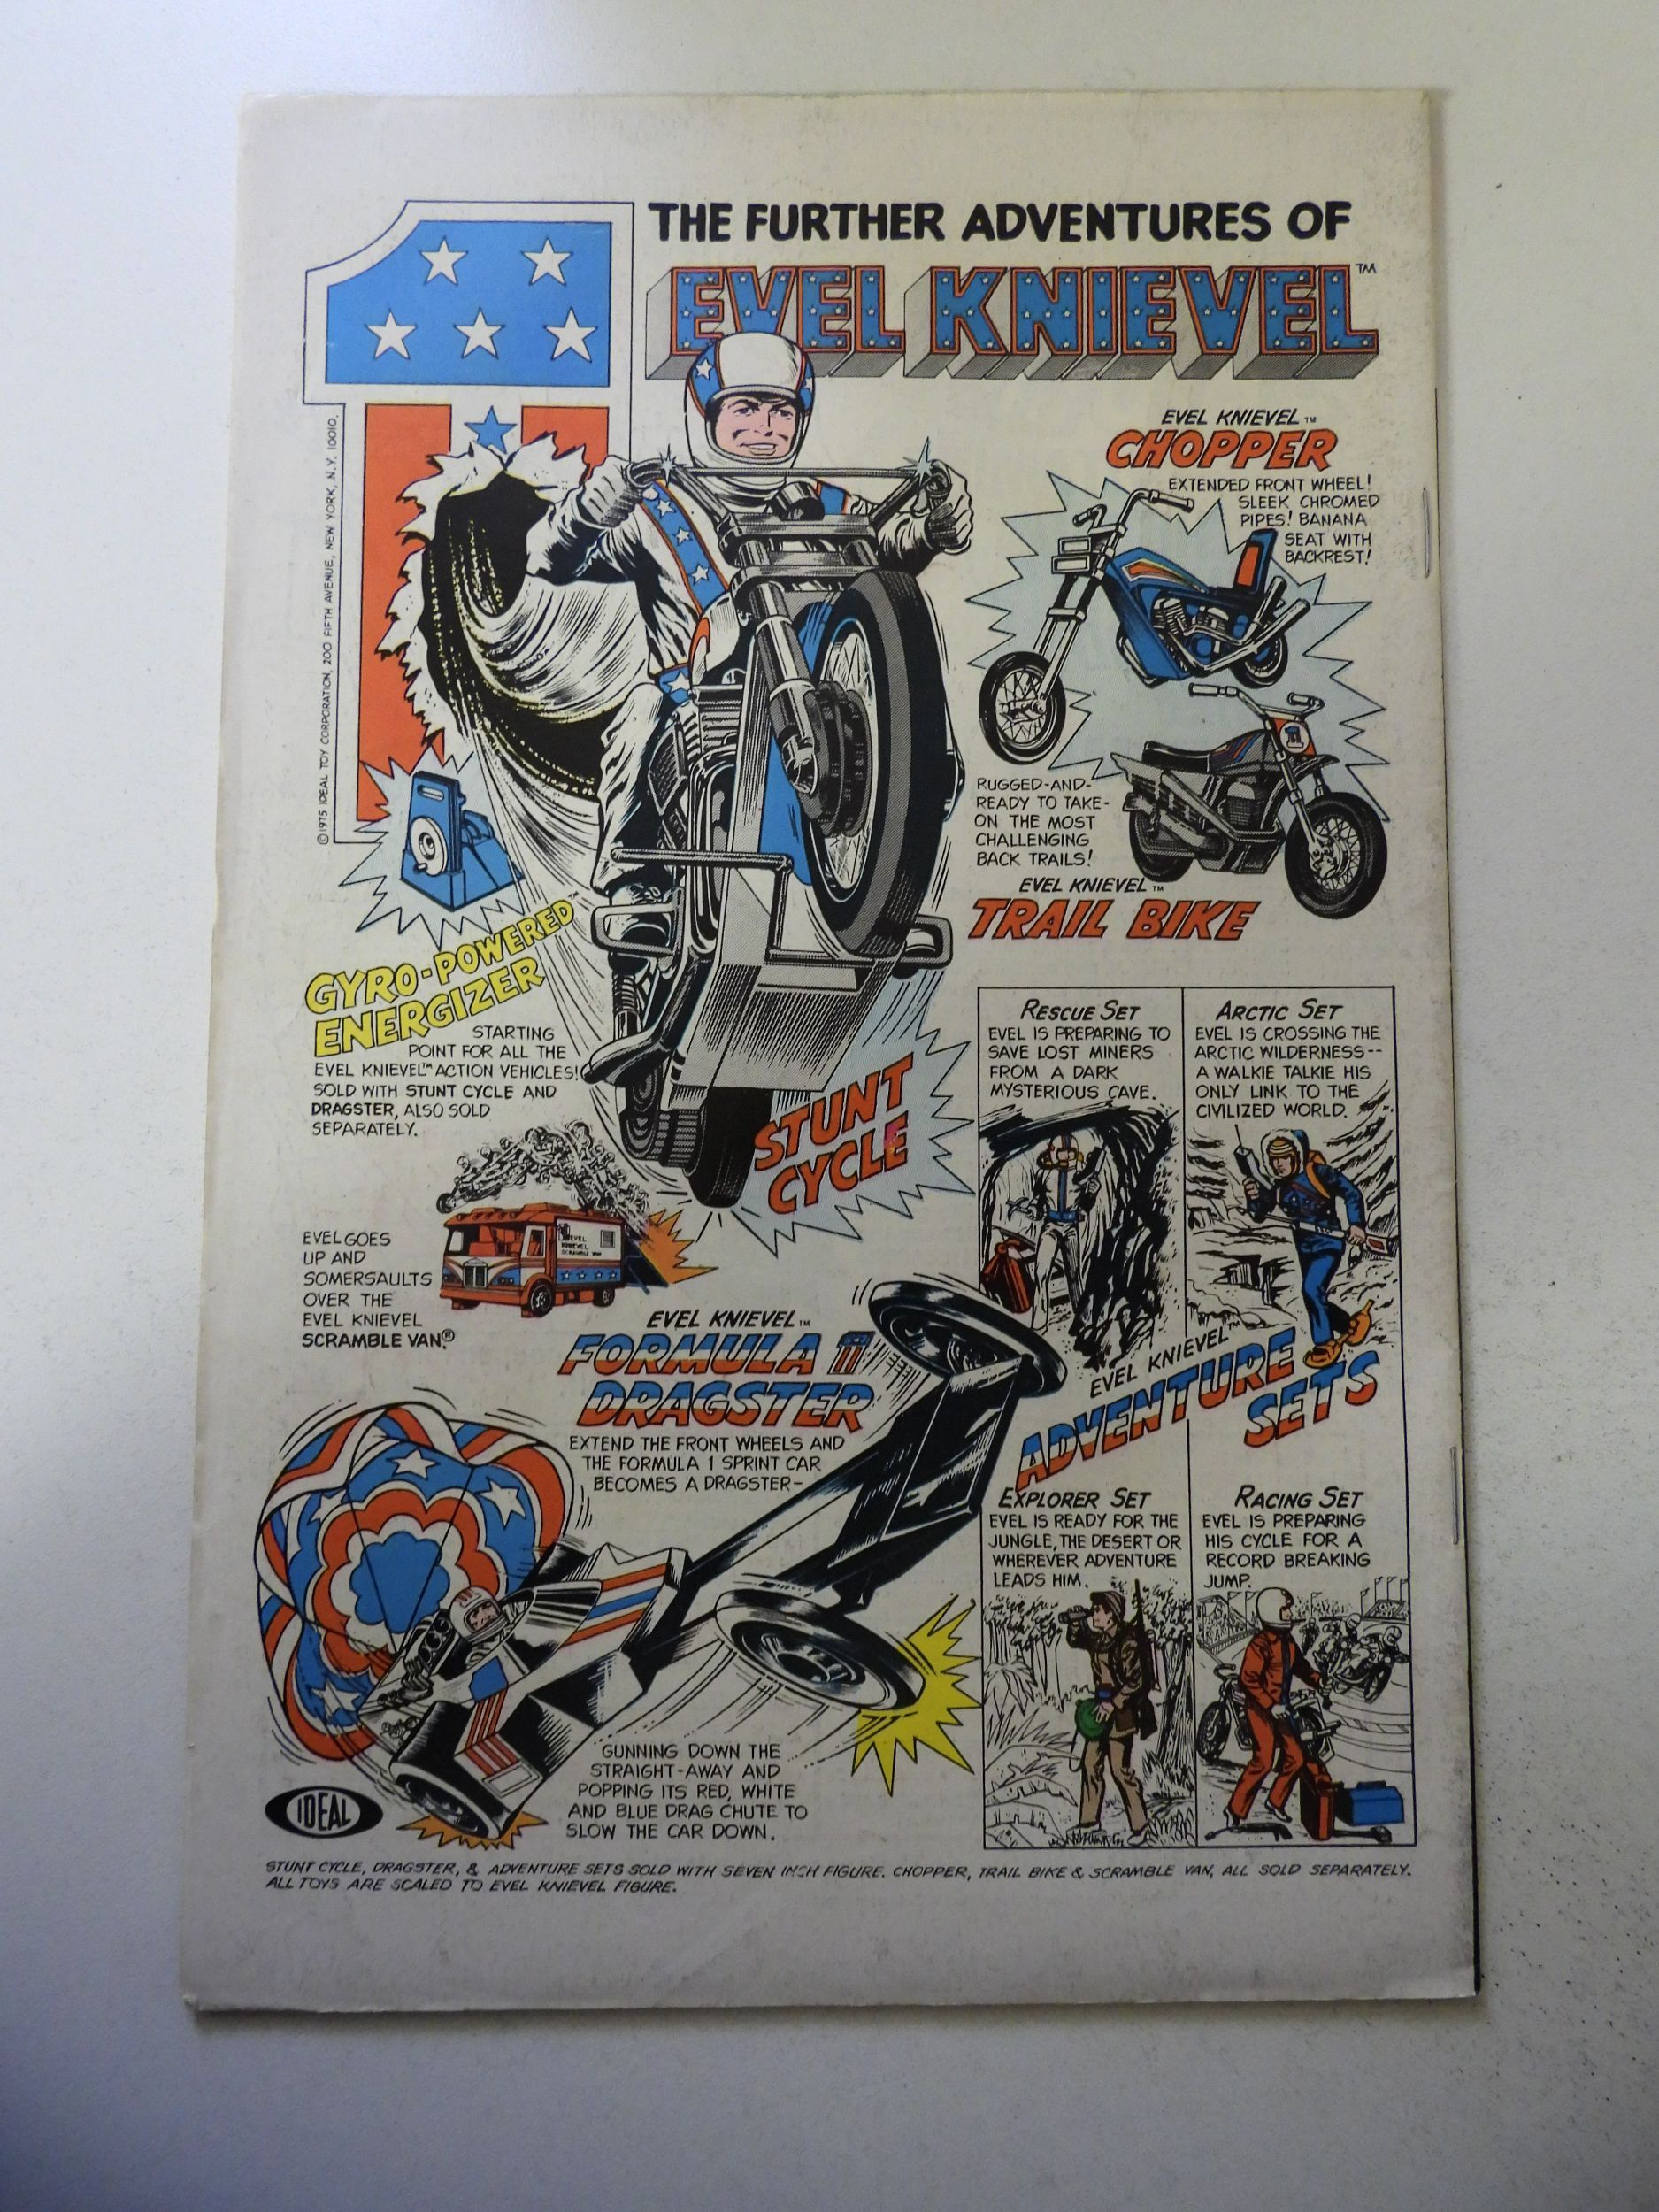 THE FURTHER ADVENTURES OF
EVEL KNIEVEL™
©1975 IDEAL TOY CORPORATION, 200 FIFTH AVENUE, NEW YORK, N.Y. 10010.
EVEL KNIEVEL™
CHOPPER
EXTENDED FRONT WHEEL!
SLEEK CHROMED
PIPES! BANANA
SEAT WITH
BACKREST!
RUGGED-AND-
READY TO TAKE-
ON THE MOST
CHALLENGING
BACK TRAILS!
EVEL KNIEVEL™
TRAIL BIKE
GYRO-POWERED™
ENERGIZER
STARTING
POINT FOR ALL THE
EVEL KNIEVEL™ ACTION VEHICLES!
SOLD WITH STUNT CYCLE AND
DRAGSTER, ALSO SOLD
SEPARATELY.
STUNT
CYCLE
EVEL GOES
UP AND
SOMERSAULTS
OVER THE
EVEL KNIEVEL
SCRAMBLE VAN.®
EVEL
KNIEVEL
SCRAMBLE VAN
EVEL KNIEVEL™
FORMULA 1
DRAGSTER
EXTEND THE FRONT WHEELS AND
THE FORMULA 1 SPRINT CAR
BECOMES A DRAGSTER—
GUNNING DOWN THE
STRAIGHT-AWAY AND
POPPING ITS RED, WHITE
AND BLUE DRAG CHUTE TO
SLOW THE CAR DOWN.
IDEAL
RESCUE SET
EVEL IS PREPARING TO
SAVE LOST MINERS
FROM A DARK
MYSTERIOUS CAVE.
ARCTIC SET
EVEL IS CROSSING THE
ARCTIC WILDERNESS--
A WALKIE TALKIE HIS
ONLY LINK TO THE
CIVILIZED WORLD.
EVEL KNIEVEL™
ADVENTURE
SETS
EXPLORER SET
EVEL IS READY FOR THE
JUNGLE, THE DESERT OR
WHEREVER ADVENTURE
LEADS HIM.
RACING SET
EVEL IS PREPARING
HIS CYCLE FOR A
RECORD BREAKING
JUMP.
STUNT CYCLE, DRAGSTER, & ADVENTURE SETS SOLD WITH SEVEN INCH FIGURE. CHOPPER, TRAIL BIKE & SCRAMBLE VAN, ALL SOLD SEPARATELY.
ALL TOYS ARE SCALED TO EVEL KNIEVEL FIGURE.